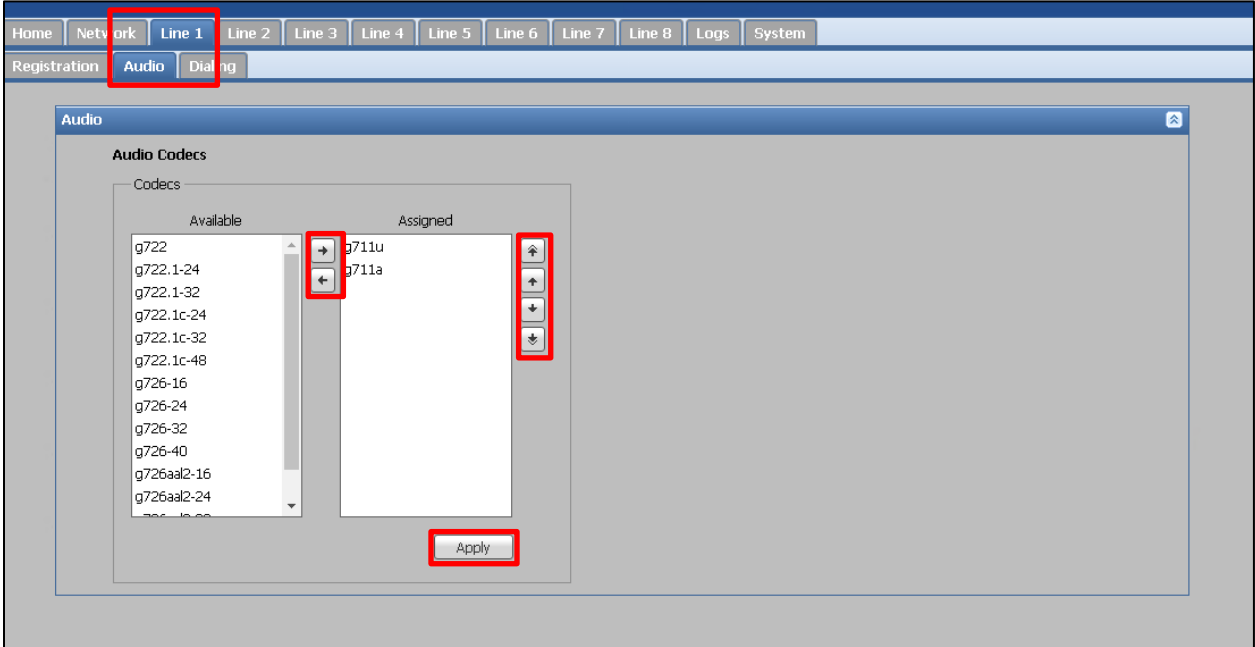 Home Network Line 1 Line 2 Line 3 Line 4 Line 5 Line 6 Line 7 Line 8 Logs System
Registration Audio Dialing
Audio
Audio Codecs
Codecs
Available
Assigned
g722
g722.1-24
g722.1-32
g722.1c-24
g722.1c-32
g722.1c-48
g726-16
g726-24
g726-32
g726-40
g726aal2-16
g726aal2-24
g711u
g711a
Apply